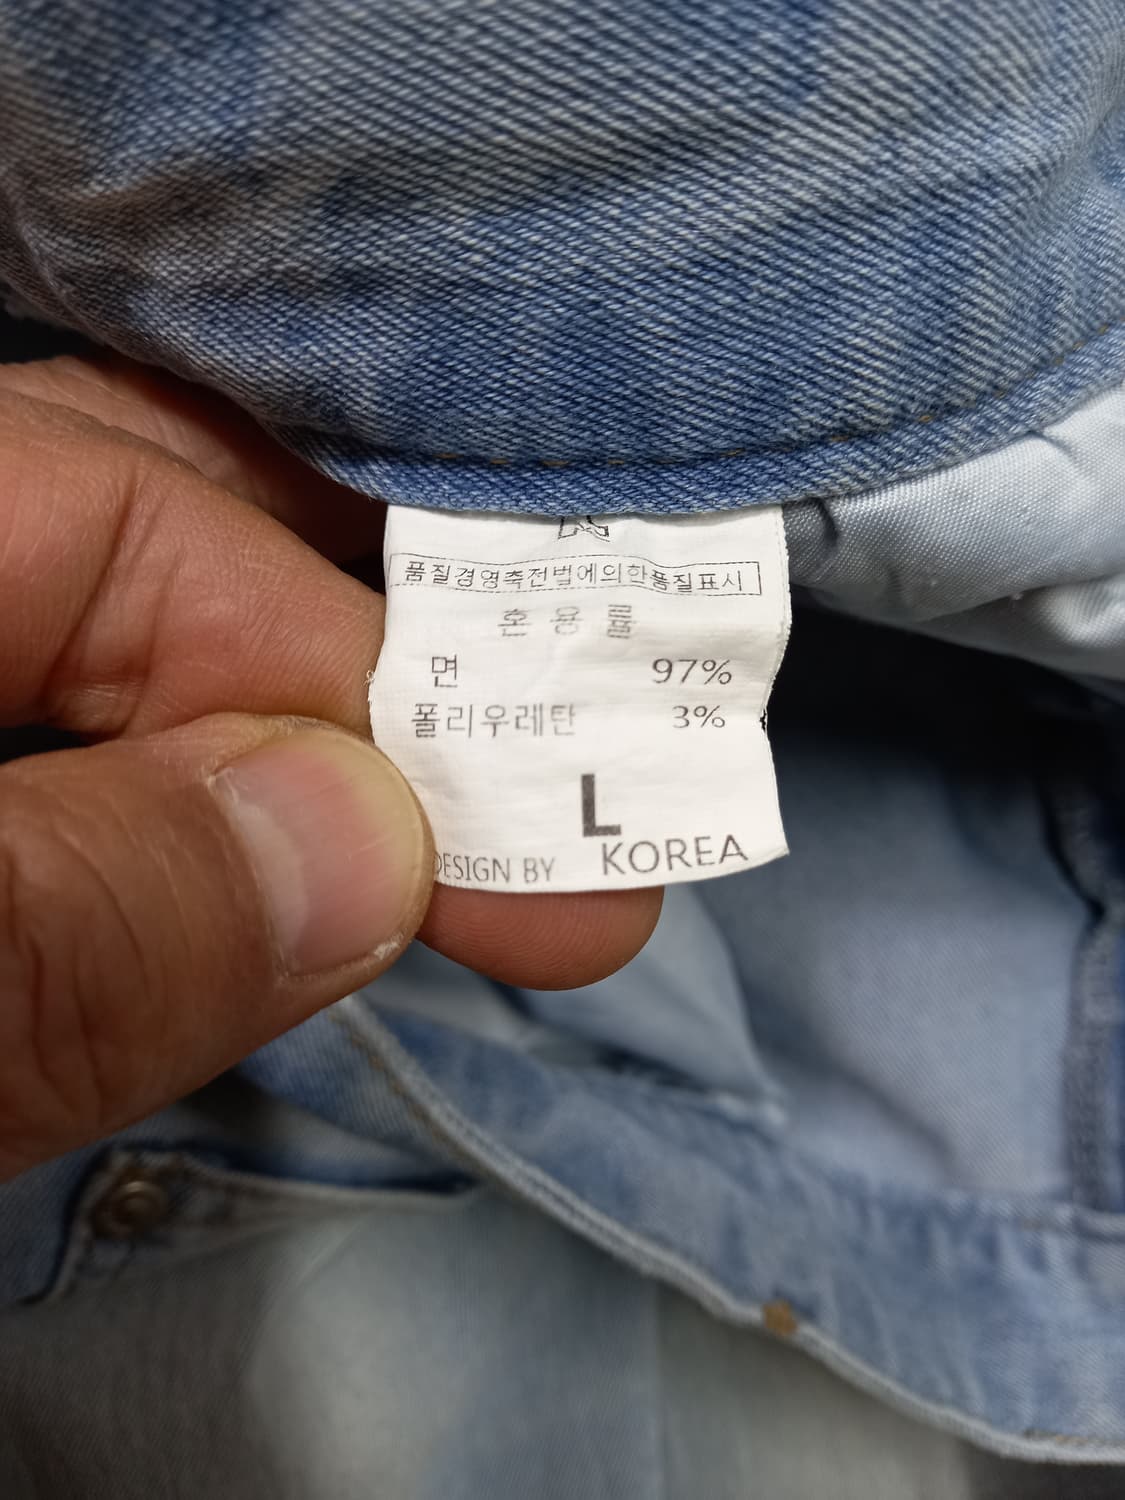 품질경영촉진법에의한품질표시
혼용률
면 97%
폴리우레탄 3%
L
DESIGN BY KOREA